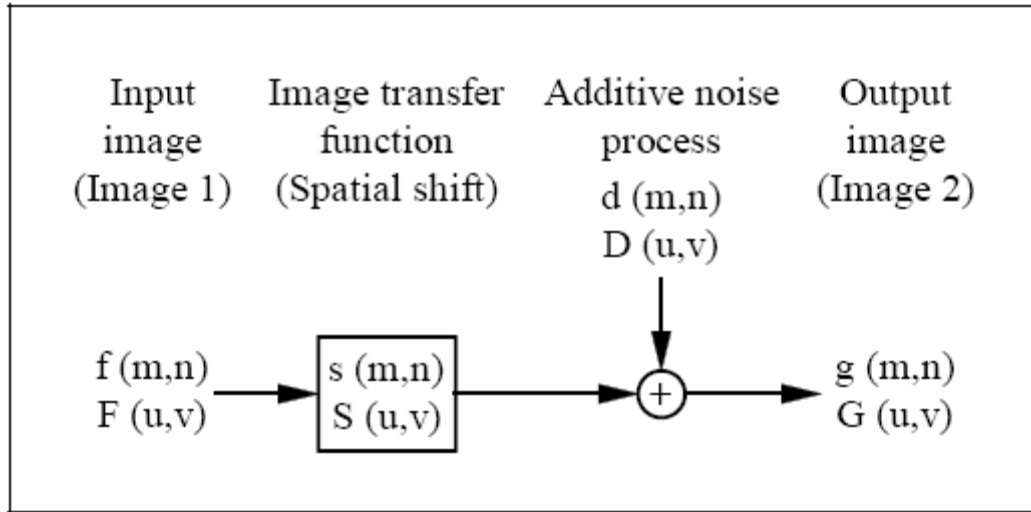 Input
image
(Image 1)
Image transfer
function
(Spatial shift)
Additive noise
process
d (m,n)
D (u,v)
Output
image
(Image 2)
f (m,n)
F (u,v)
s (m,n)
S (u,v)
+
g (m,n)
G (u,v)